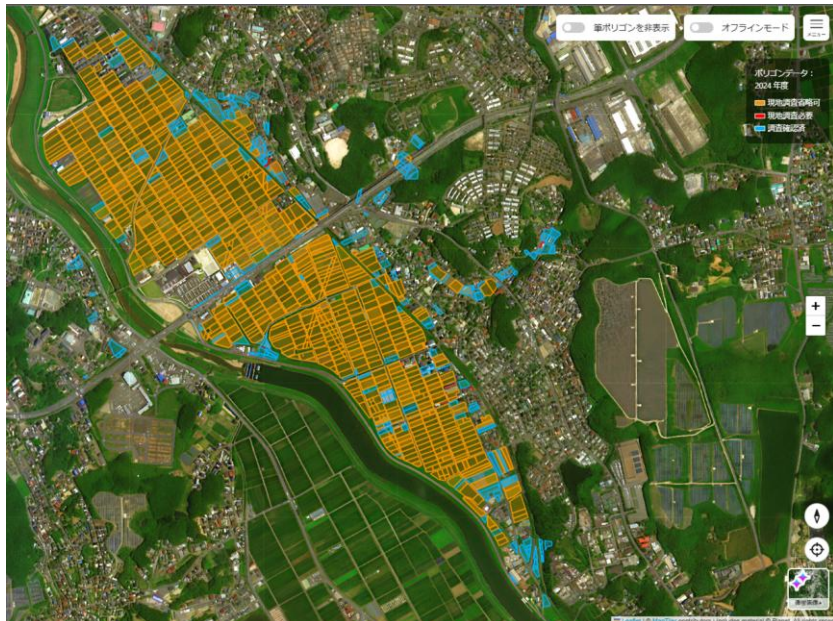 筆ポリゴンを非表示
オフラインモード
メニュー
ポリゴンデータ：
2024 年度
現地調査省略可
現地調査必要
調査確認済
+
−